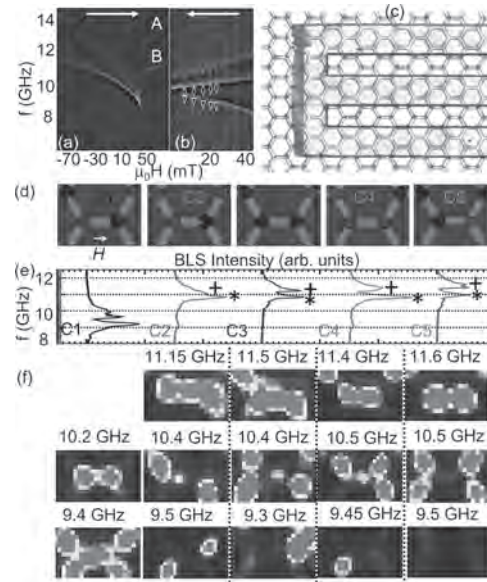 14
12
10
8
f (GHz)
A
B
(a)
(b)
(c)
-70 -30 10 50
20 40
μ₀H (mT)
(d)
H
C4
C5
BLS Intensity (arb. units)
(e)
12
10
8
f (GHz)
+ + + +
* * * *
C1 C2 C3 C4 C5
11.15 GHz 11.5 GHz 11.4 GHz 11.6 GHz
(f)
10.2 GHz 10.4 GHz 10.4 GHz 10.5 GHz 10.5 GHz
9.4 GHz 9.5 GHz 9.3 GHz 9.45 GHz 9.5 GHz